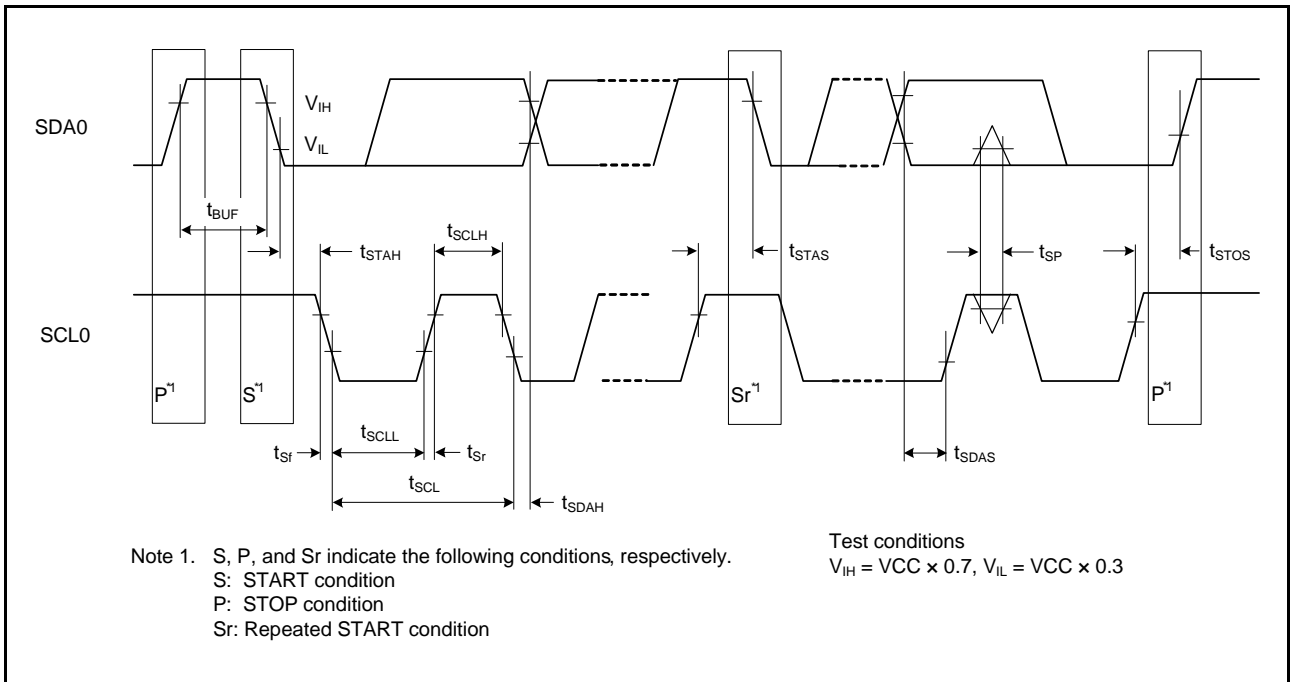 SDA0
V_IH
V_IL
t_BUF
t_STAH
t_SCLH
t_STAS
t_SP
t_STOS
SCL0
P*1
S*1
Sr*1
P*1
t_Sf
t_SCLL
t_Sr
t_SCL
t_SDAH
t_SDAS
Note 1. S, P, and Sr indicate the following conditions, respectively.
S: START condition
P: STOP condition
Sr: Repeated START condition
Test conditions
V_IH = VCC × 0.7, V_IL = VCC × 0.3